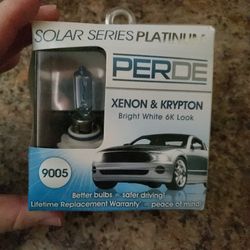 SOLAR SERIES PLATINUM
PERDE
XENON & KRYPTON
Bright White 6K Look
9005
Better bulbs – safer driving!
Lifetime Replacement Warranty – peace of mind!